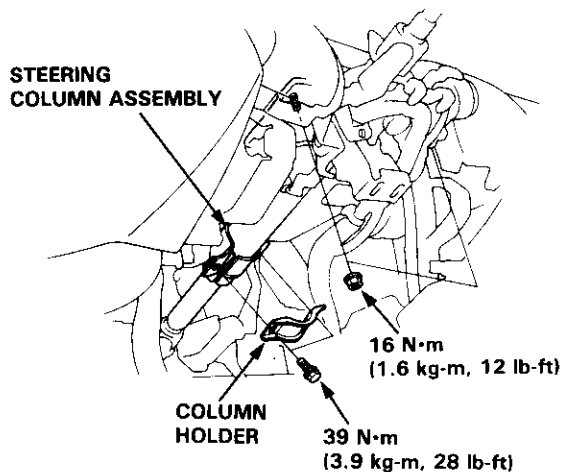 STEERING
COLUMN ASSEMBLY
16 N·m
(1.6 kg-m, 12 lb-ft)
COLUMN
HOLDER
39 N·m
(3.9 kg-m, 28 lb-ft)